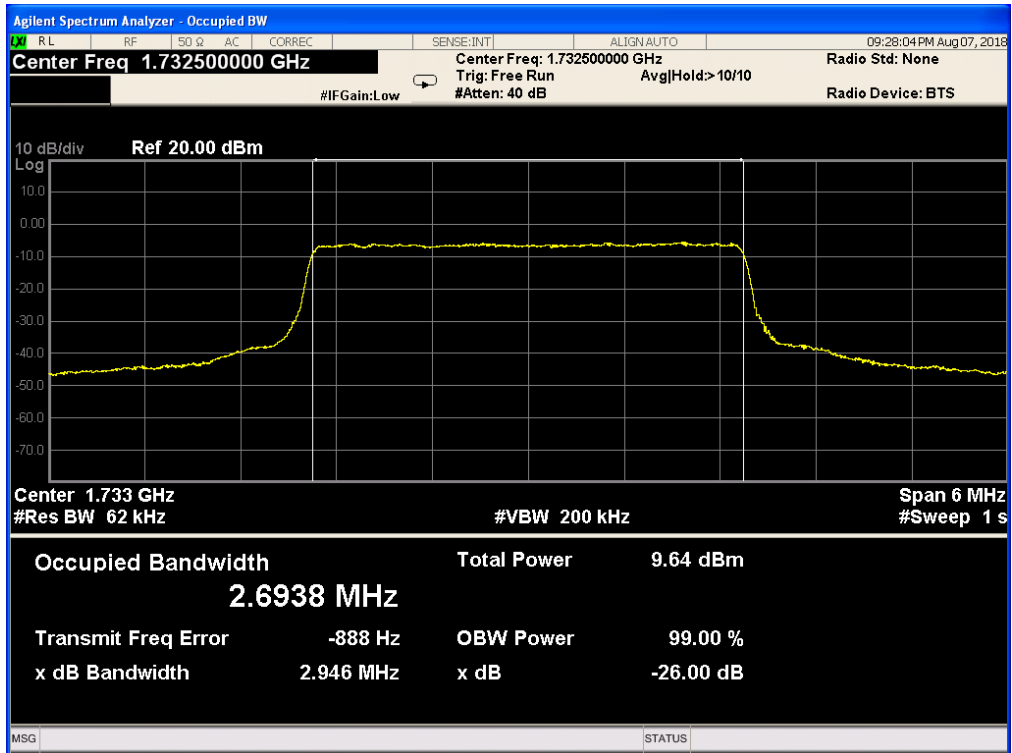 Agilent Spectrum Analyzer - Occupied BW
LXI RL RF 50 Ω AC CORREC SENSE:INT ALIGN AUTO 09:28:04 PM Aug 07, 2018
Center Freq 1.732500000 GHz
Center Freq: 1.732500000 GHz
Radio Std: None
Trig: Free Run Avg|Hold:>10/10
#IFGain:Low
#Atten: 40 dB
Radio Device: BTS
10 dB/div Ref 20.00 dBm
Log
10.0
0.00
-10.0
-20.0
-30.0
-40.0
-50.0
-60.0
-70.0
Center 1.733 GHz Span 6 MHz
#Res BW 62 kHz #VBW 200 kHz #Sweep 1 s
Occupied Bandwidth Total Power 9.64 dBm
2.6938 MHz
Transmit Freq Error -888 Hz OBW Power 99.00 %
x dB Bandwidth 2.946 MHz x dB -26.00 dB
MSG STATUS